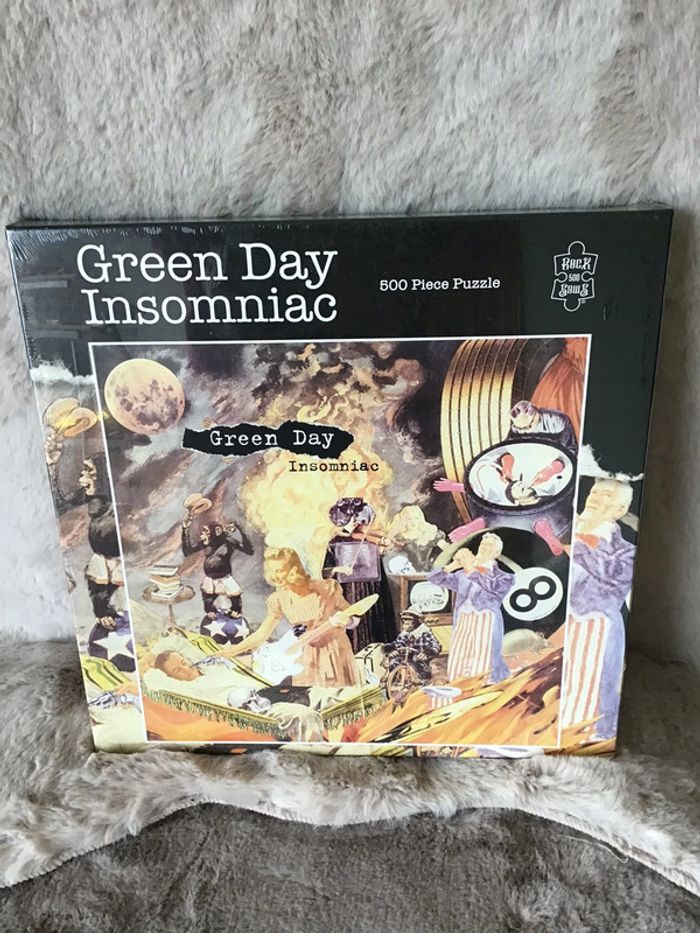 Green Day
Insomniac
500 Piece Puzzle
Rock
500
Saws
Green Day
Insomniac
8